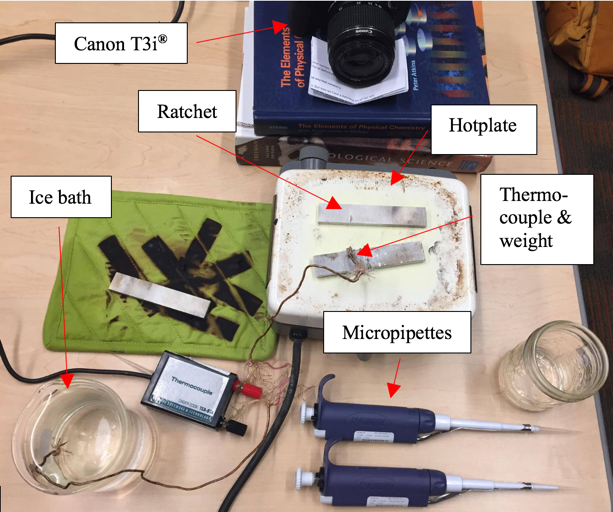 Canon T3i®
The Elements
of Physical
Peter Atkins
The Elements of Physical Chemistry
OLOGICAL SCIENCE
Ratchet
Hotplate
Ice bath
Thermo-
couple &
weight
Micropipettes
Thermocouple